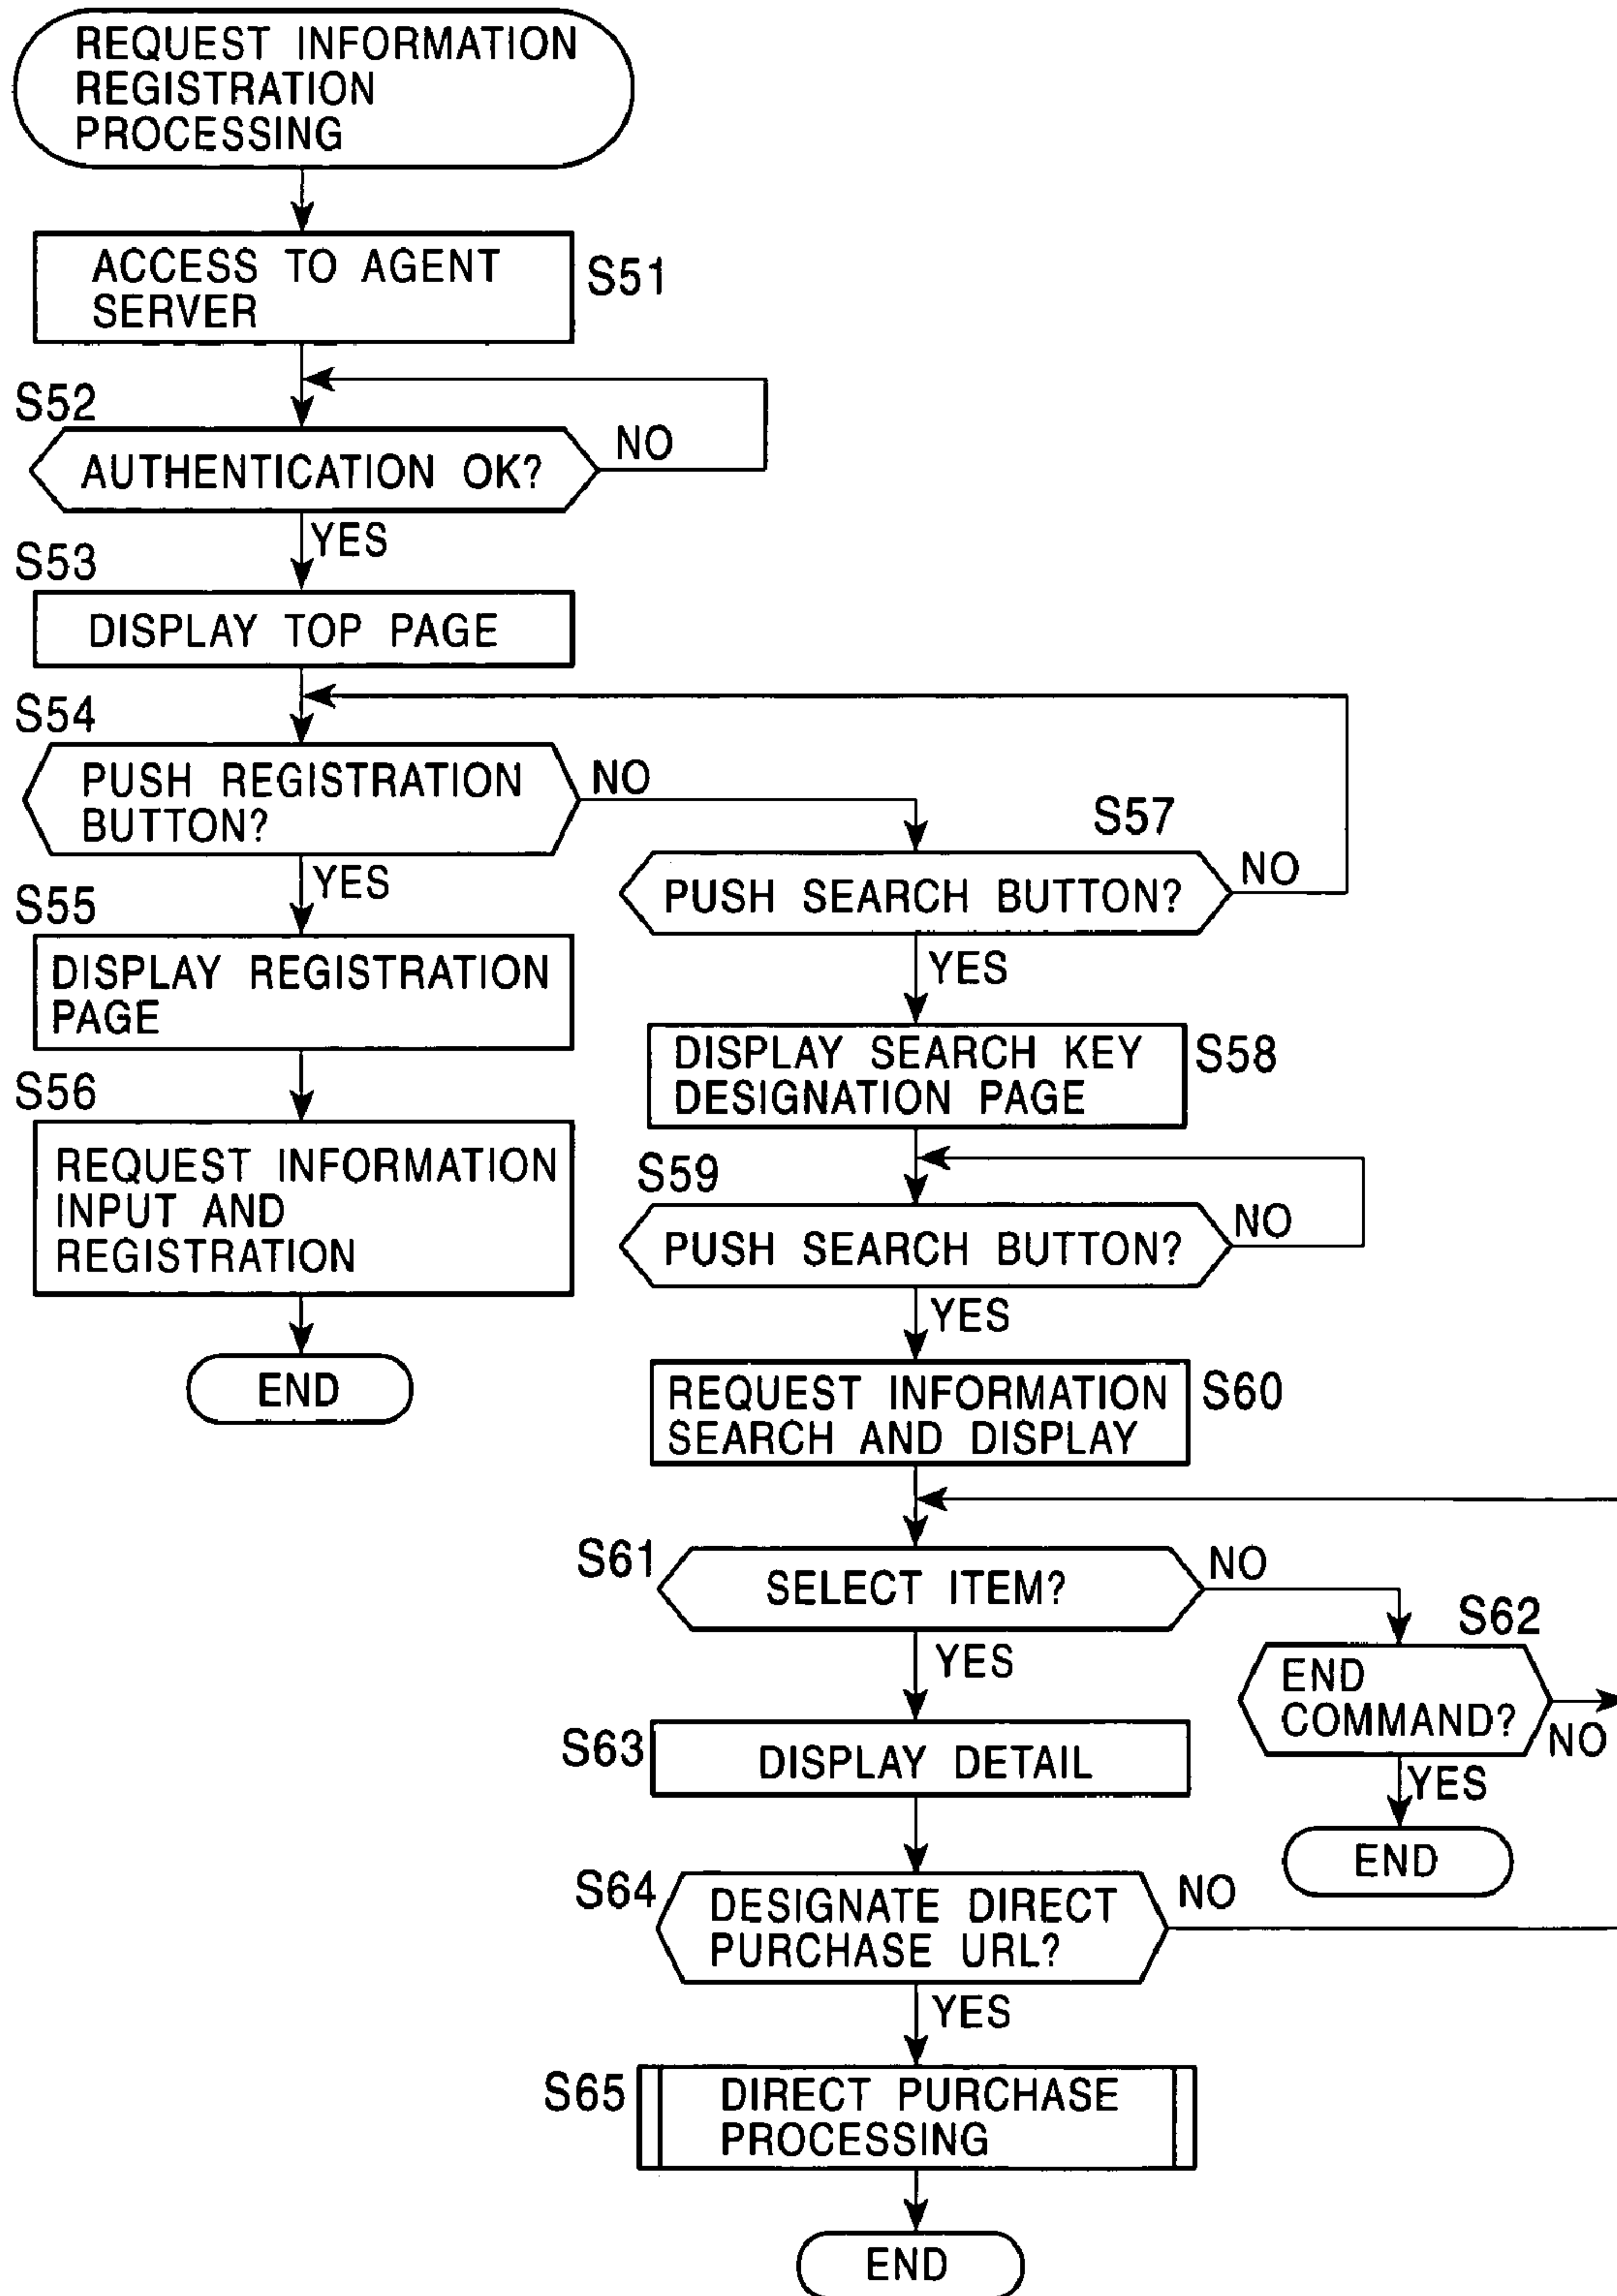 REQUEST INFORMATION
REGISTRATION
PROCESSING
ACCESS TO AGENT
SERVER
S51
S52
AUTHENTICATION OK?
NO
YES
S53
DISPLAY TOP PAGE
S54
PUSH REGISTRATION
BUTTON?
NO
YES
S55
DISPLAY REGISTRATION
PAGE
S56
REQUEST INFORMATION
INPUT AND
REGISTRATION
END
S57
PUSH SEARCH BUTTON?
NO
YES
DISPLAY SEARCH KEY
DESIGNATION PAGE
S58
S59
PUSH SEARCH BUTTON?
NO
YES
REQUEST INFORMATION
SEARCH AND DISPLAY
S60
S61
SELECT ITEM?
NO
YES
S62
END
COMMAND?
NO
YES
END
S63
DISPLAY DETAIL
S64
DESIGNATE DIRECT
PURCHASE URL?
NO
YES
S65
DIRECT PURCHASE
PROCESSING
END